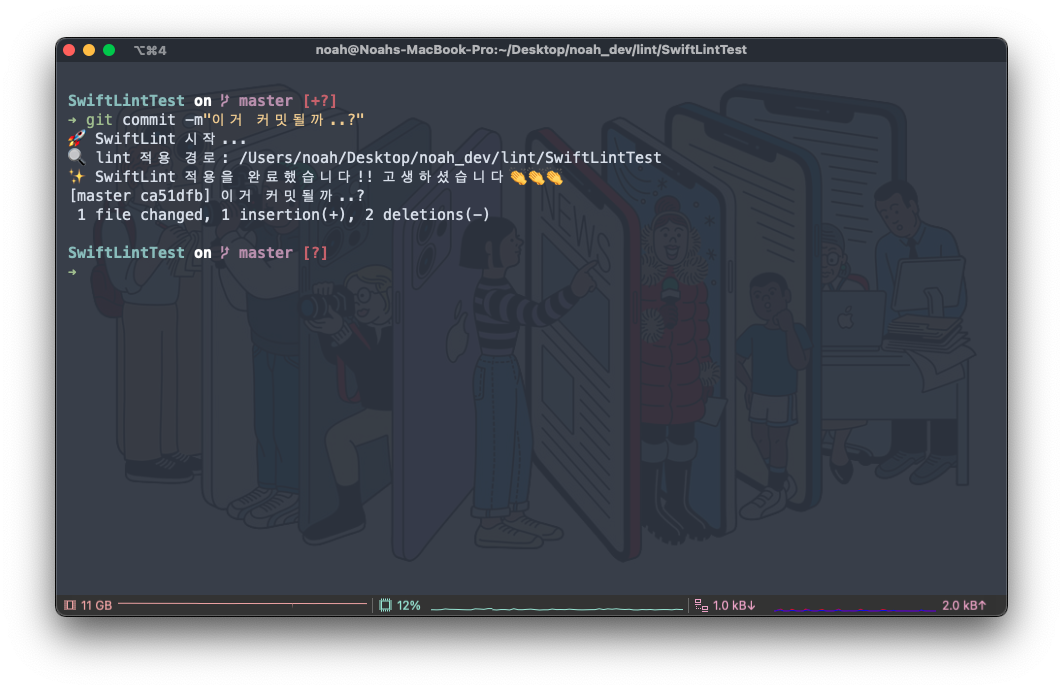 ⌥⌘4
noah@Noahs-MacBook-Pro:~/Desktop/noah_dev/lint/SwiftLintTest
SwiftLintTest on master [+?]
→ git commit -m"이거 커밋될까..?"
🚀 SwiftLint 시작...
🔍 lint 적용 경로: /Users/noah/Desktop/noah_dev/lint/SwiftLintTest
✨ SwiftLint 적용을 완료했습니다!! 고생하셨습니다👏👏👏
[master ca51dfb] 이거 커밋될까..?
1 file changed, 1 insertion(+), 2 deletions(-)
SwiftLintTest on master [?]
→
NEWS
11 GB
12%
1.0 kB↓
2.0 kB↑